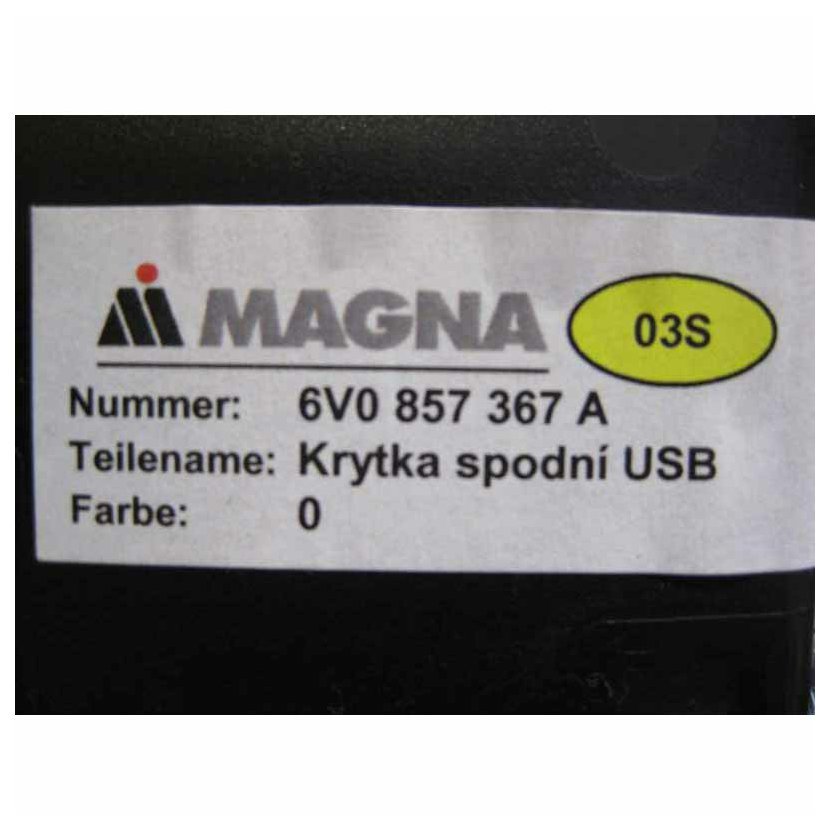 MAGNA 03S
Nummer: 6V0 857 367 A
Teilename: Krytka spodní USB
Farbe: 0